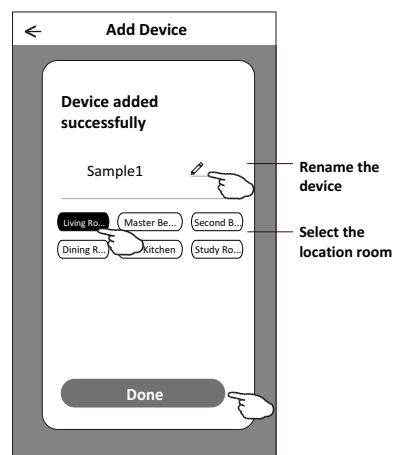 Add Device
Device added
successfully
Sample1
Rename the
device
Living Ro...
Master Be...
Second B...
Select the
location room
Dining R...
Kitchen
Study Ro...
Done